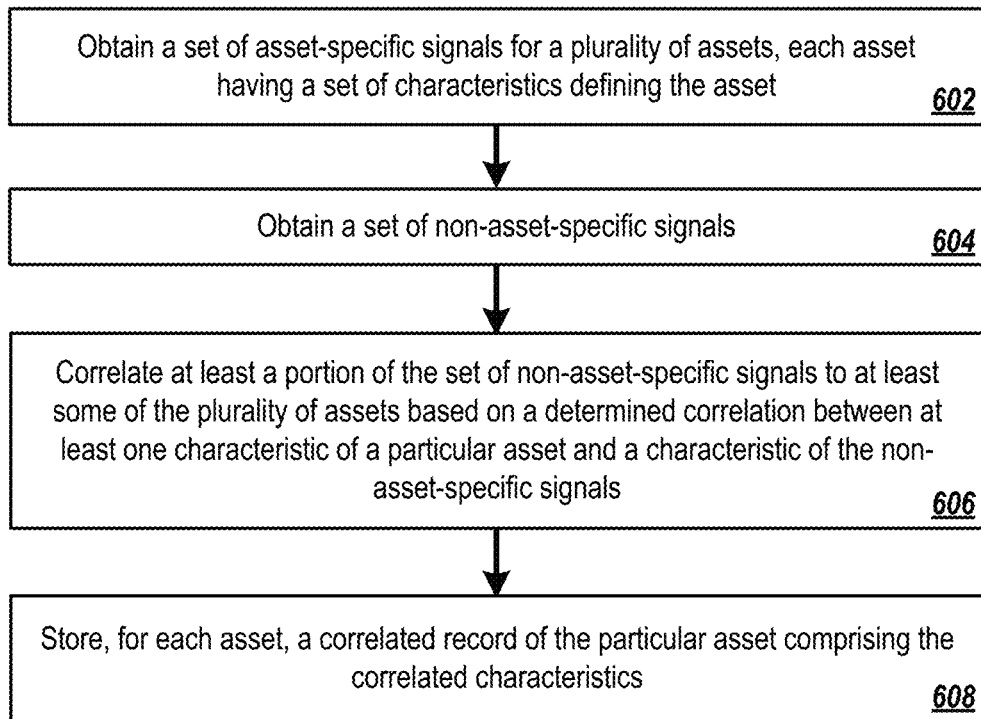 Obtain a set of asset-specific signals for a plurality of assets, each asset
having a set of characteristics defining the asset
602
Obtain a set of non-asset-specific signals
604
Correlate at least a portion of the set of non-asset-specific signals to at least
some of the plurality of assets based on a determined correlation between at
least one characteristic of a particular asset and a characteristic of the non-
asset-specific signals
606
Store, for each asset, a correlated record of the particular asset comprising the
correlated characteristics
608